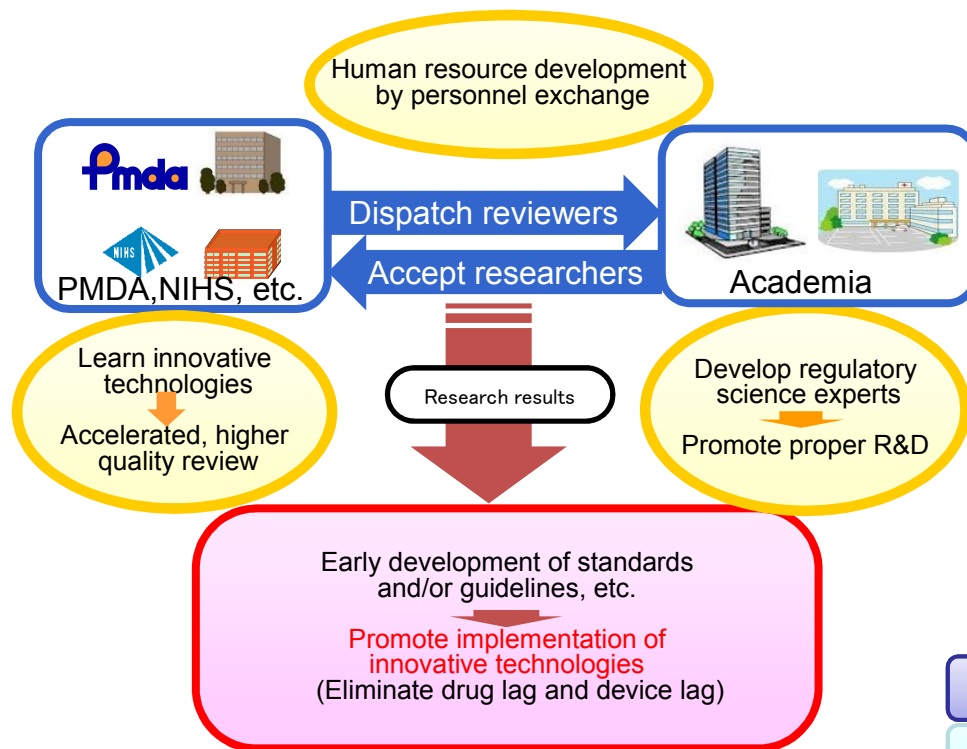 Human resource development
by personnel exchange
Pmda
NIHS
PMDA,NIHS, etc.
Dispatch reviewers
Accept researchers
Academia
Learn innovative
technologies
Accelerated, higher
quality review
Research results
Develop regulatory
science experts
Promote proper R&D
Early development of standards
and/or guidelines, etc.
Promote implementation of
innovative technologies
(Eliminate drug lag and device lag)